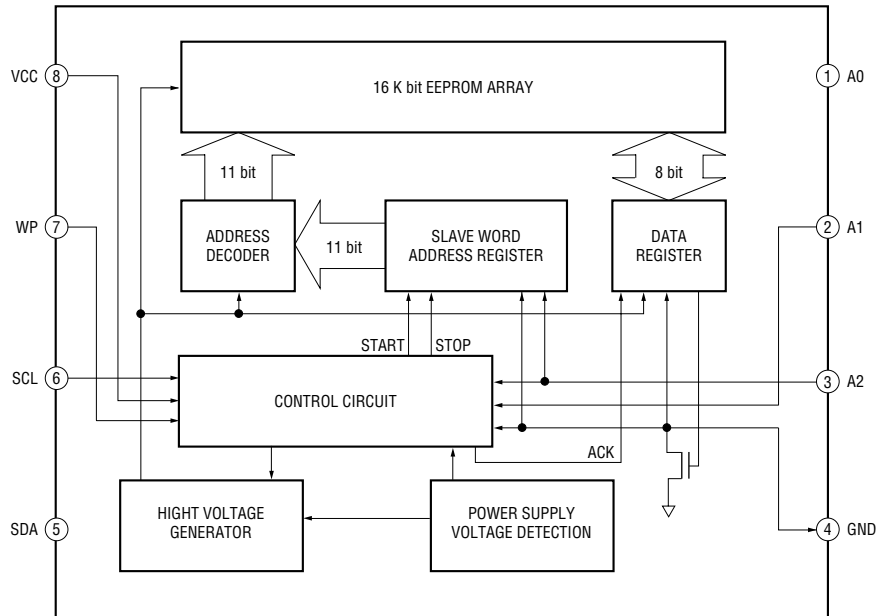 16 K bit EEPROM ARRAY
VCC 8
1 A0
11 bit
8 bit
WP 7
ADDRESS
DECODER
11 bit
SLAVE WORD
ADDRESS REGISTER
DATA
REGISTER
2 A1
START
STOP
SCL 6
CONTROL CIRCUIT
3 A2
ACK
SDA 5
HIGHT VOLTAGE
GENERATOR
POWER SUPPLY
VOLTAGE DETECTION
4 GND